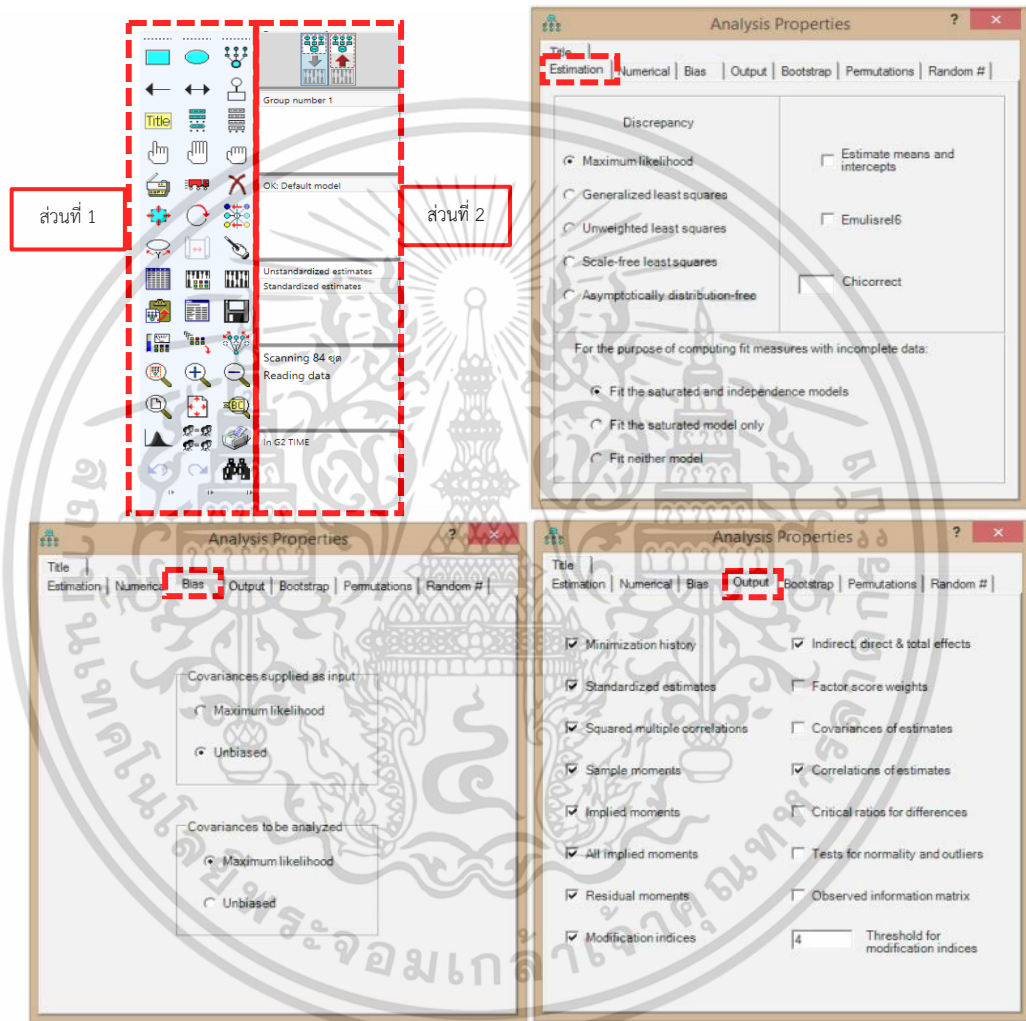 ส่วนที่ 1
Title
Group number 1
OK: Default model
ส่วนที่ 2
Unstandardized estimates
Standardized estimates
Scanning 84 ชุด
Reading data
In G2 TIME
Analysis Properties
?
Title
Estimation | Numerical | Bias | Output | Bootstrap | Permutations | Random #
Discrepancy
Maximum likelihood
Generalized least squares
Unweighted least squares
Scale-free least squares
Asymptotically distribution-free
Estimate means and
intercepts
Emulisrel6
Chicorrect
For the purpose of computing fit measures with incomplete data:
Fit the saturated and independence models
Fit the saturated model only
Fit neither model
Analysis Properties
?
Title
Estimation | Numerical | Bias | Output | Bootstrap | Permutations | Random #
Covariances supplied as input
Maximum likelihood
Unbiased
Covariances to be analyzed
Maximum likelihood
Unbiased
Analysis Properties
?
Title
Estimation | Numerical | Bias | Output | Bootstrap | Permutations | Random #
Minimization history
Standardized estimates
Squared multiple correlations
Sample moments
Implied moments
All implied moments
Residual moments
Modification indices
Indirect, direct & total effects
Factor score weights
Covariances of estimates
Correlations of estimates
Critical ratios for differences
Tests for normality and outliers
Observed information matrix
4
Threshold for
modification indices